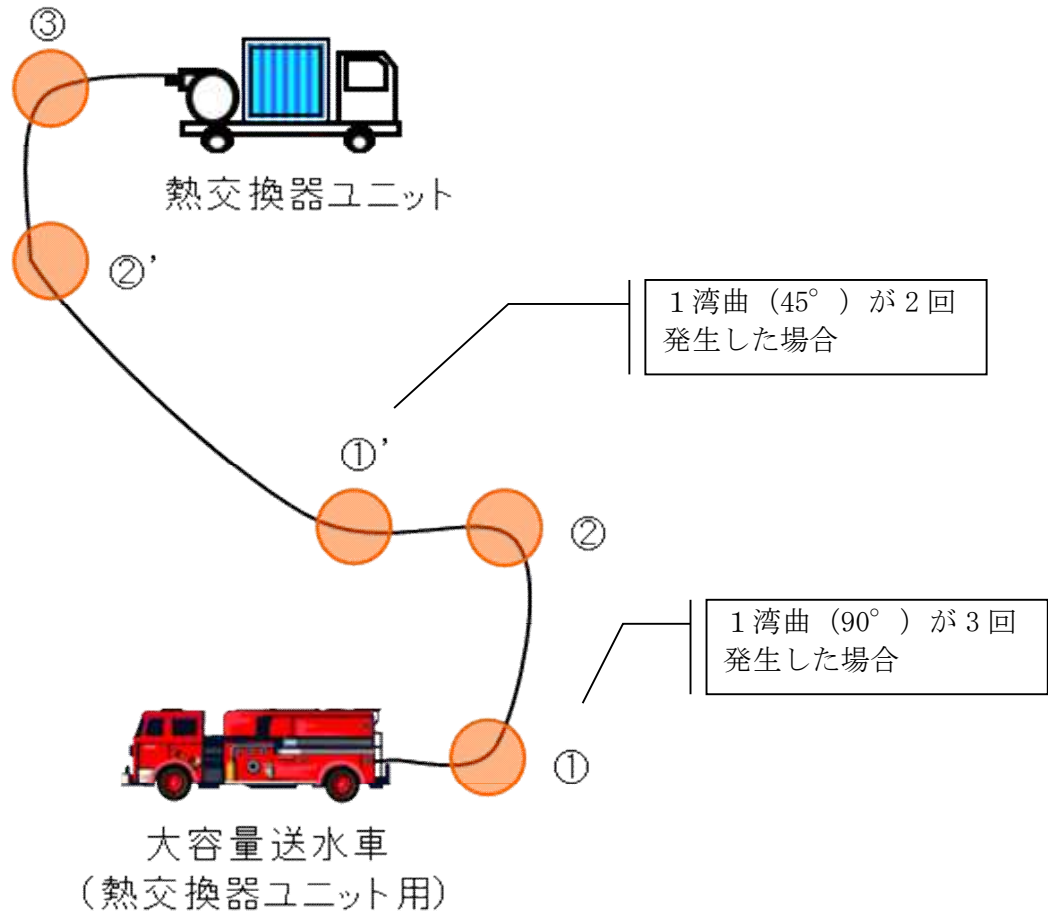 ③
熱交換器ユニット
②’
1湾曲（45°）が2回
発生した場合
①’
②
1湾曲（90°）が3回
発生した場合
①
大容量送水車
（熱交換器ユニット用）